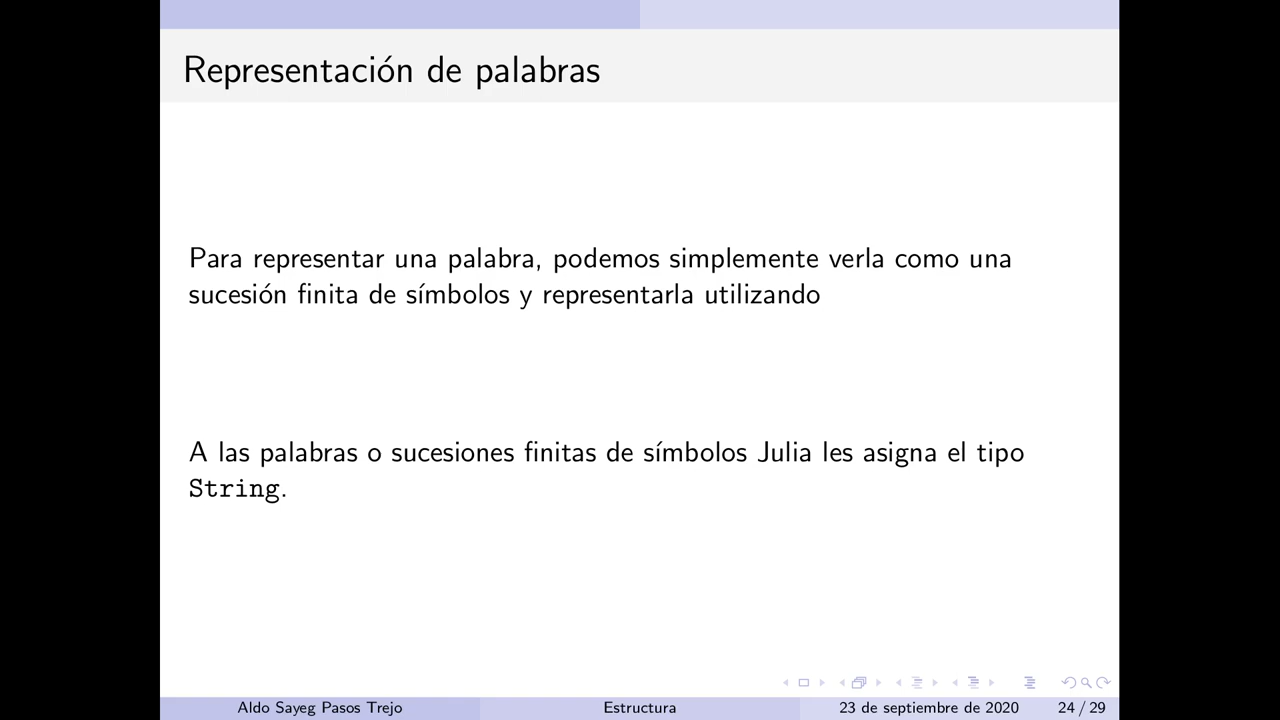 Representación de palabras
Para representar una palabra, podemos simplemente verla como una
sucesión finita de símbolos y representarla utilizando
A las palabras o sucesiones finitas de símbolos Julia les asigna el tipo
String.
Aldo Sayeg Pasos Trejo
Estructura
23 de septiembre de 2020
24 / 29